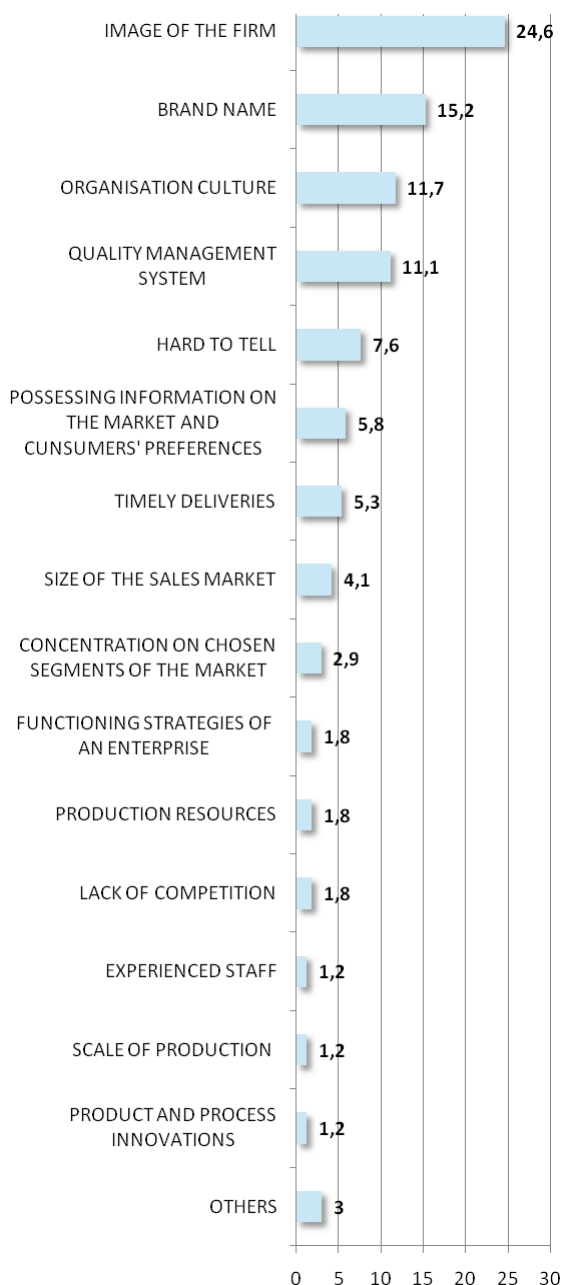 IMAGE OF THE FIRM 24,6
BRAND NAME 15,2
ORGANISATION CULTURE 11,7
QUALITY MANAGEMENT
SYSTEM 11,1
HARD TO TELL 7,6
POSSESSING INFORMATION ON
THE MARKET AND
CUNSUMERS' PREFERENCES 5,8
TIMELY DELIVERIES 5,3
SIZE OF THE SALES MARKET 4,1
CONCENTRATION ON CHOSEN
SEGMENTS OF THE MARKET 2,9
FUNCTIONING STRATEGIES OF
AN ENTERPRISE 1,8
PRODUCTION RESOURCES 1,8
LACK OF COMPETITION 1,8
EXPERIENCED STAFF 1,2
SCALE OF PRODUCTION 1,2
PRODUCT AND PROCESS
INNOVATIONS 1,2
OTHERS 3
0 5 10 15 20 25 30